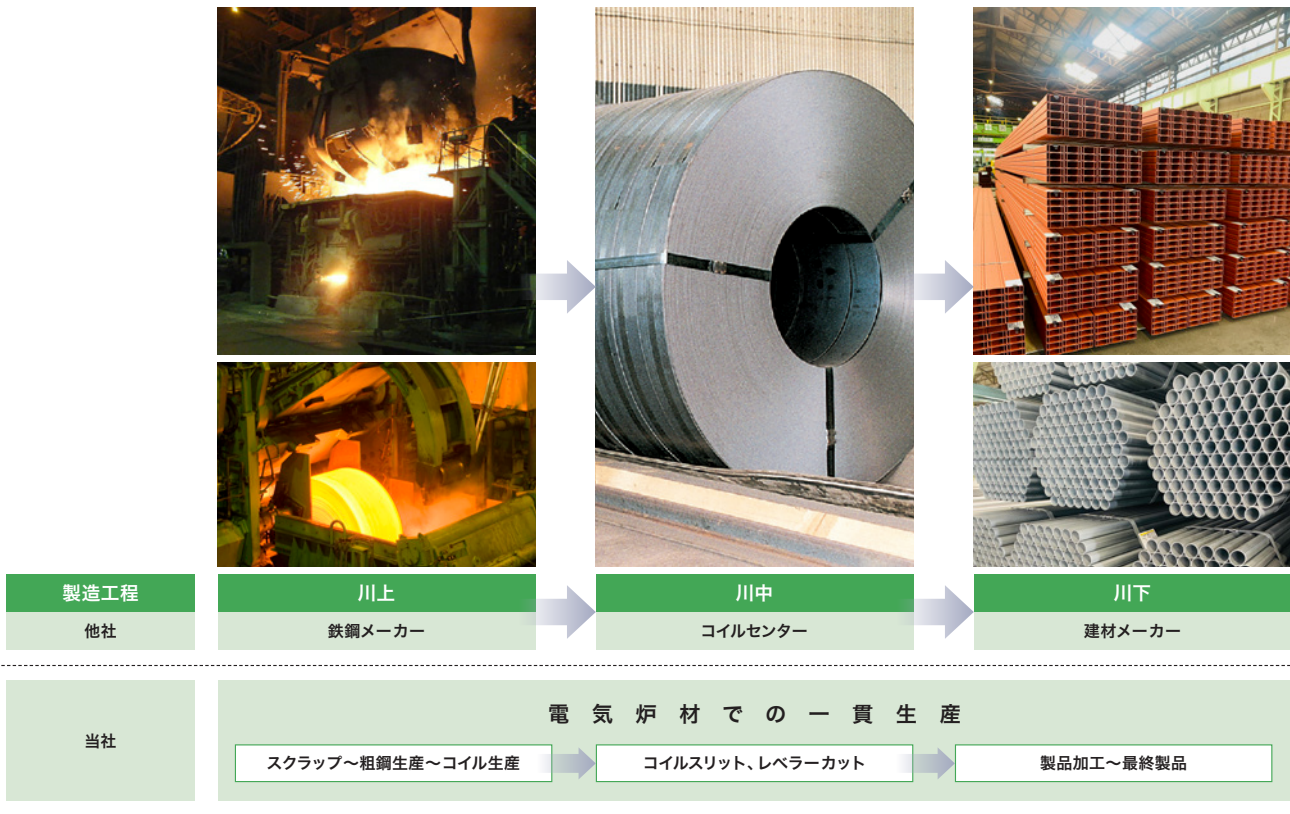 製造工程
川上
川中
川下
他社
鉄鋼メーカー
コイルセンター
建材メーカー
当社
電気炉材での一貫生産
スクラップ〜粗鋼生産〜コイル生産
コイルスリット、レベラーカット
製品加工〜最終製品